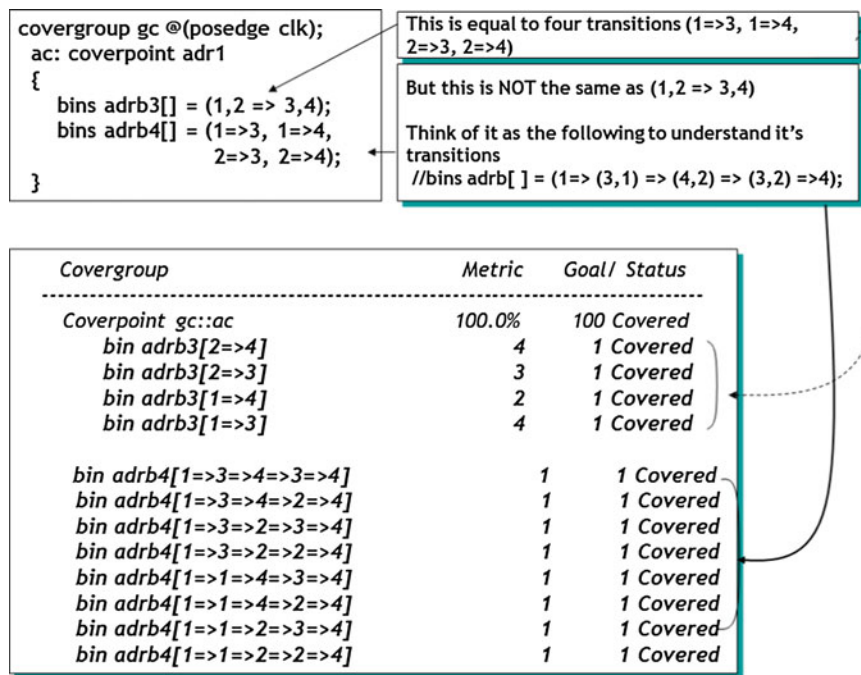 covergroup gc @(posedge clk);
ac: coverpoint adr1
{
bins adrb3[] = (1,2 => 3,4);
bins adrb4[] = (1=>3, 1=>4,
2=>3, 2=>4);
}
This is equal to four transitions (1=>3, 1=>4,
2=>3, 2=>4)
But this is NOT the same as (1,2 => 3,4)
Think of it as the following to understand it's
transitions
//bins adrb[ ] = (1=> (3,1) => (4,2) => (3,2) =>4);
Covergroup Metric Goal/ Status
Coverpoint gc::ac 100.0% 100 Covered
bin adrb3[2=>4] 4 1 Covered
bin adrb3[2=>3] 3 1 Covered
bin adrb3[1=>4] 2 1 Covered
bin adrb3[1=>3] 4 1 Covered
bin adrb4[1=>3=>4=>3=>4] 1 1 Covered
bin adrb4[1=>3=>4=>2=>4] 1 1 Covered
bin adrb4[1=>3=>2=>3=>4] 1 1 Covered
bin adrb4[1=>3=>2=>2=>4] 1 1 Covered
bin adrb4[1=>1=>4=>3=>4] 1 1 Covered
bin adrb4[1=>1=>4=>2=>4] 1 1 Covered
bin adrb4[1=>1=>2=>3=>4] 1 1 Covered
bin adrb4[1=>1=>2=>2=>4] 1 1 Covered